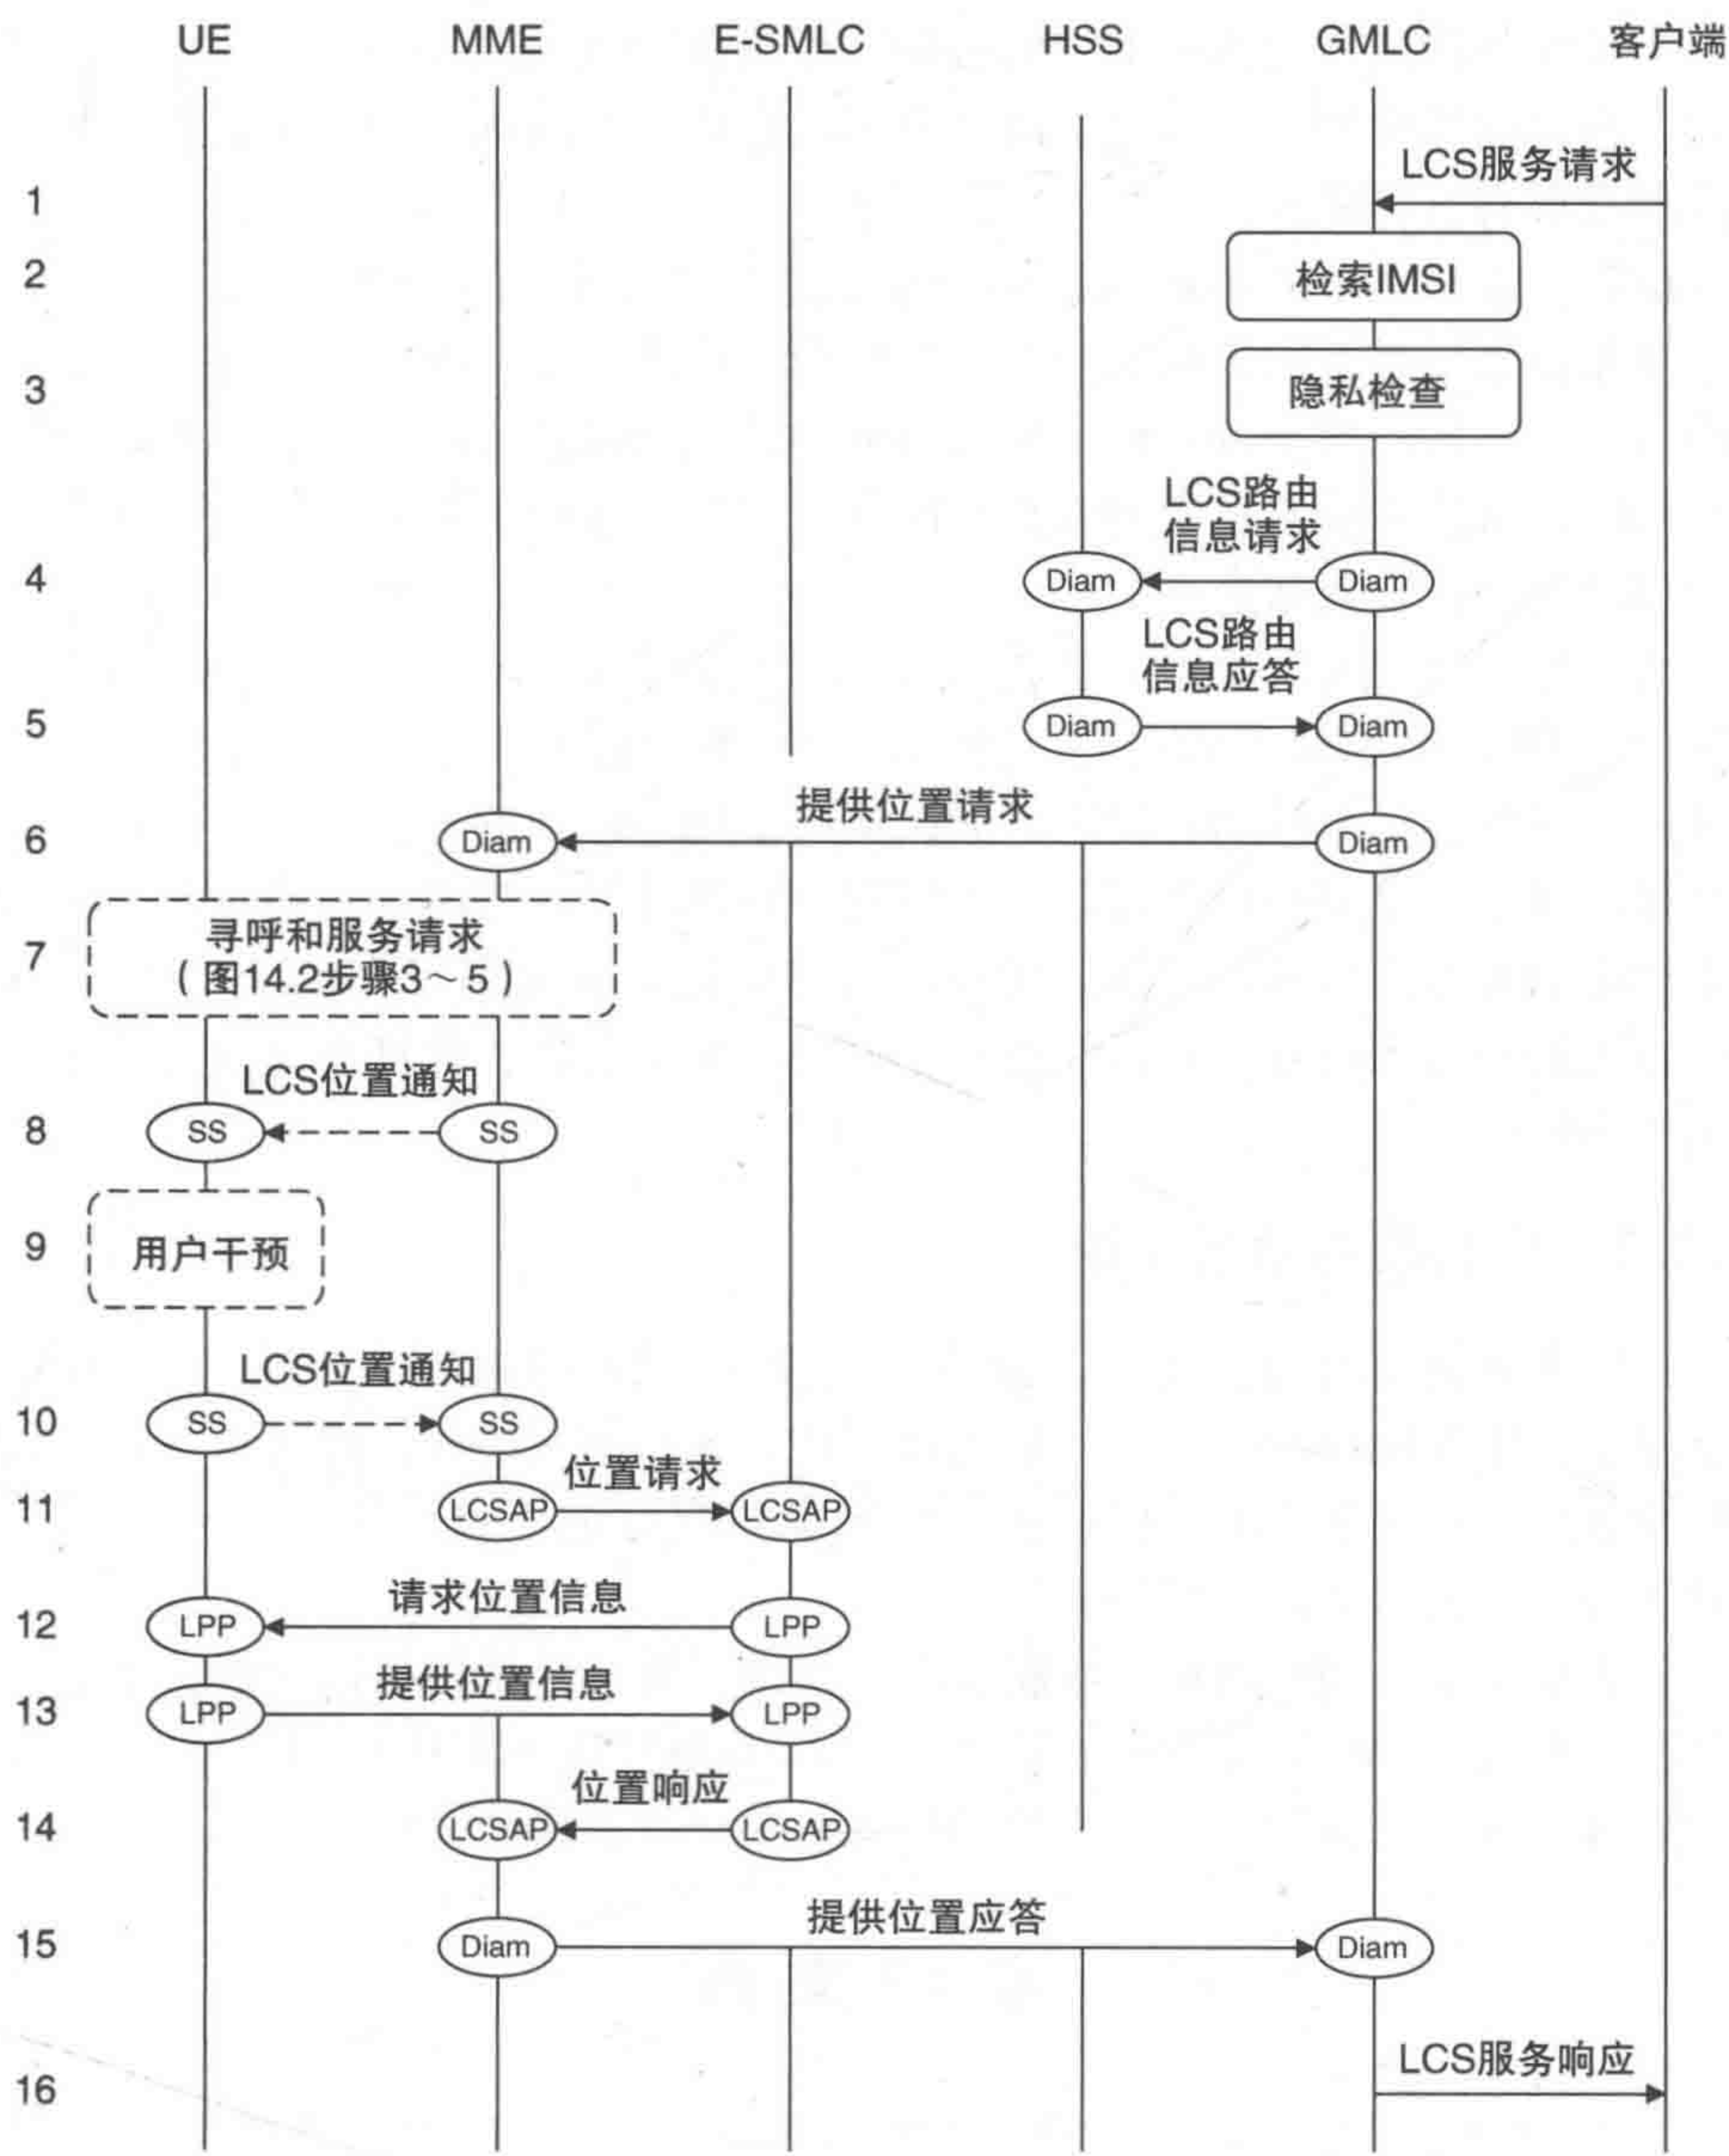 UE MME E-SMLC HSS GMLC 客户端
LCS服务请求
1
2 检索IMSI
3 隐私检查
LCS路由
信息请求
4 Diam Diam
LCS路由
信息应答
5 Diam Diam
提供位置请求
6 Diam Diam
寻呼和服务请求
7
(图14.2步骤3～5)
LCS位置通知
8 SS SS
9 用户干预
LCS位置通知
10 SS SS
位置请求
11 LCSAP LCSAP
请求位置信息
12 LPP LPP
提供位置信息
13 LPP LPP
位置响应
14 LCSAP LCSAP
提供位置应答
15 Diam Diam
LCS服务响应
16